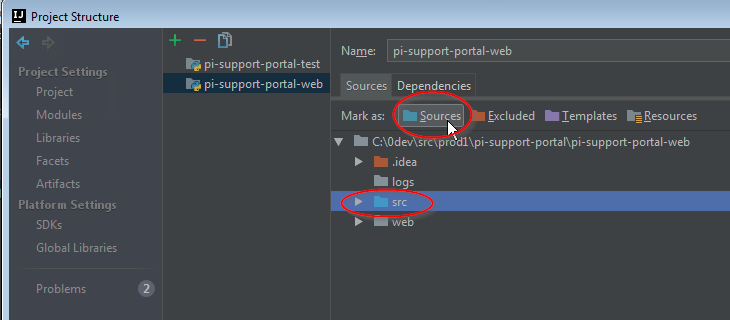 IJ Project Structure
Project Settings
Project
Modules
Libraries
Facets
Artifacts
Platform Settings
SDKs
Global Libraries
Problems 2
pi-support-portal-test
pi-support-portal-web
Name: pi-support-portal-web
Sources Dependencies
Mark as: Sources Excluded Templates Resources
C:\0dev\src\prod1\pi-support-portal\pi-support-portal-web
.idea
logs
src
web